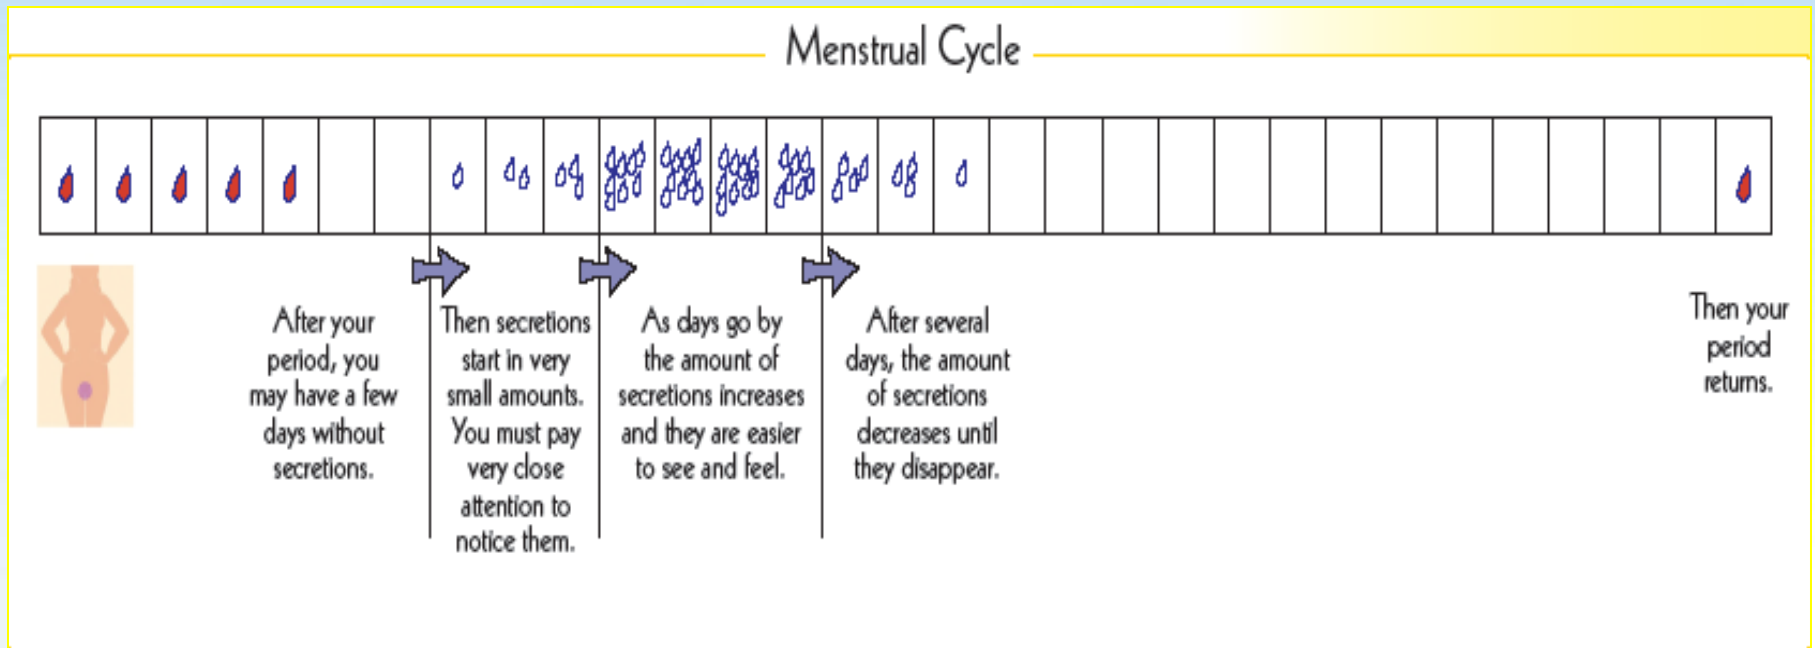 Menstrual Cycle
After your
period, you
may have a few
days without
secretions.
Then secretions
start in very
small amounts.
You must pay
very close
attention to
notice them.
As days go by
the amount of
secretions increases
and they are easier
to see and feel.
After several
days, the amount
of secretions
decreases until
they disappear.
Then your
period
returns.